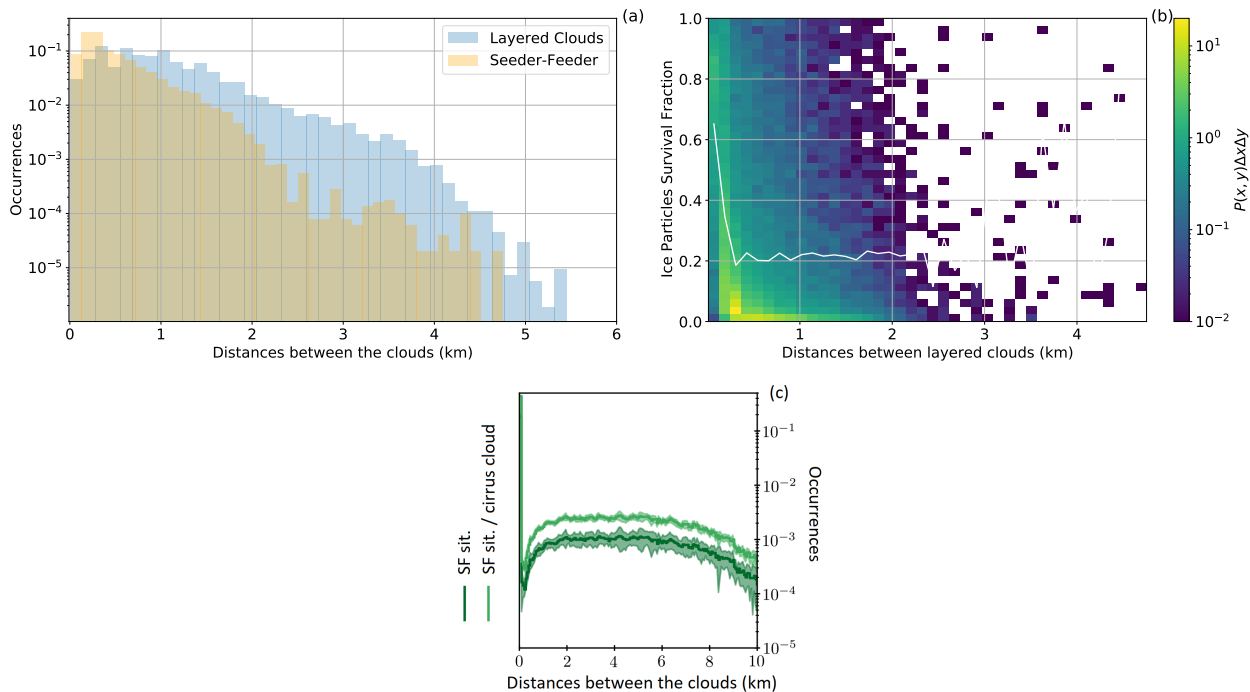 (a)
Layered Clouds
Seeder-Feeder
10⁻¹
10⁻²
10⁻³
10⁻⁴
10⁻⁵
Occurrences
0 1 2 3 4 5 6
Distances between the clouds (km)
(b)
1.0
0.8
0.6
0.4
0.2
0.0
Ice Particles Survival Fraction
1 2 3 4
Distances between layered clouds (km)
10¹
10⁰
10⁻¹
10⁻²
P(x, y)ΔxΔy
(c)
SF sit.
SF sit. / cirrus cloud
10⁻¹
10⁻²
10⁻³
10⁻⁴
10⁻⁵
Occurrences
0 2 4 6 8 10
Distances between the clouds (km)